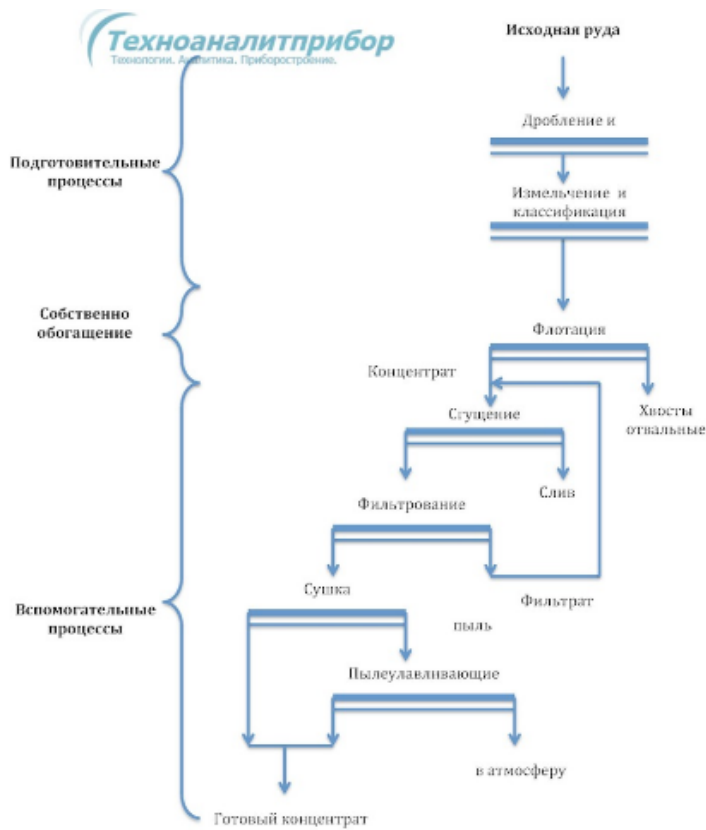 Техноаналитприбор
Технологии. Аналитика. Приборостроение.
Исходная руда
Дробление и
Подготовительные
процессы
Измельчение и
классификация
Собственно
обогащение
Флотация
Концентрат
Хвосты
отвальные
Сгущение
Слив
Фильтрование
Сушка
Фильтрат
Вспомогательные
процессы
пыль
Пылеулавливающие
в атмосферу
Готовый концентрат